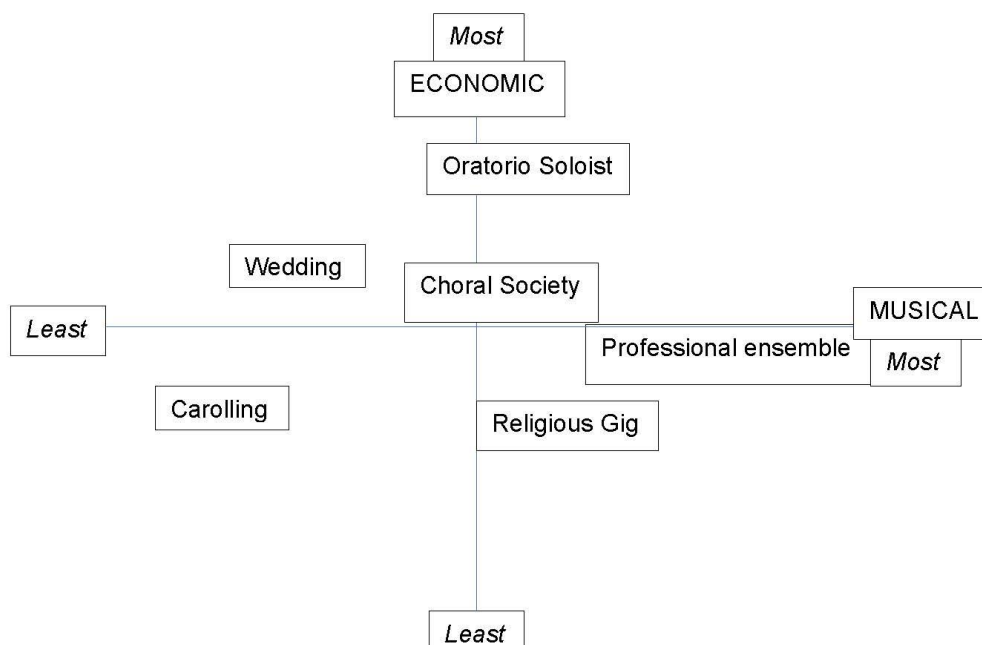 Most
ECONOMIC
Oratorio Soloist
Wedding
Choral Society
Least
MUSICAL
Professional ensemble
Most
Carolling
Religious Gig
Least